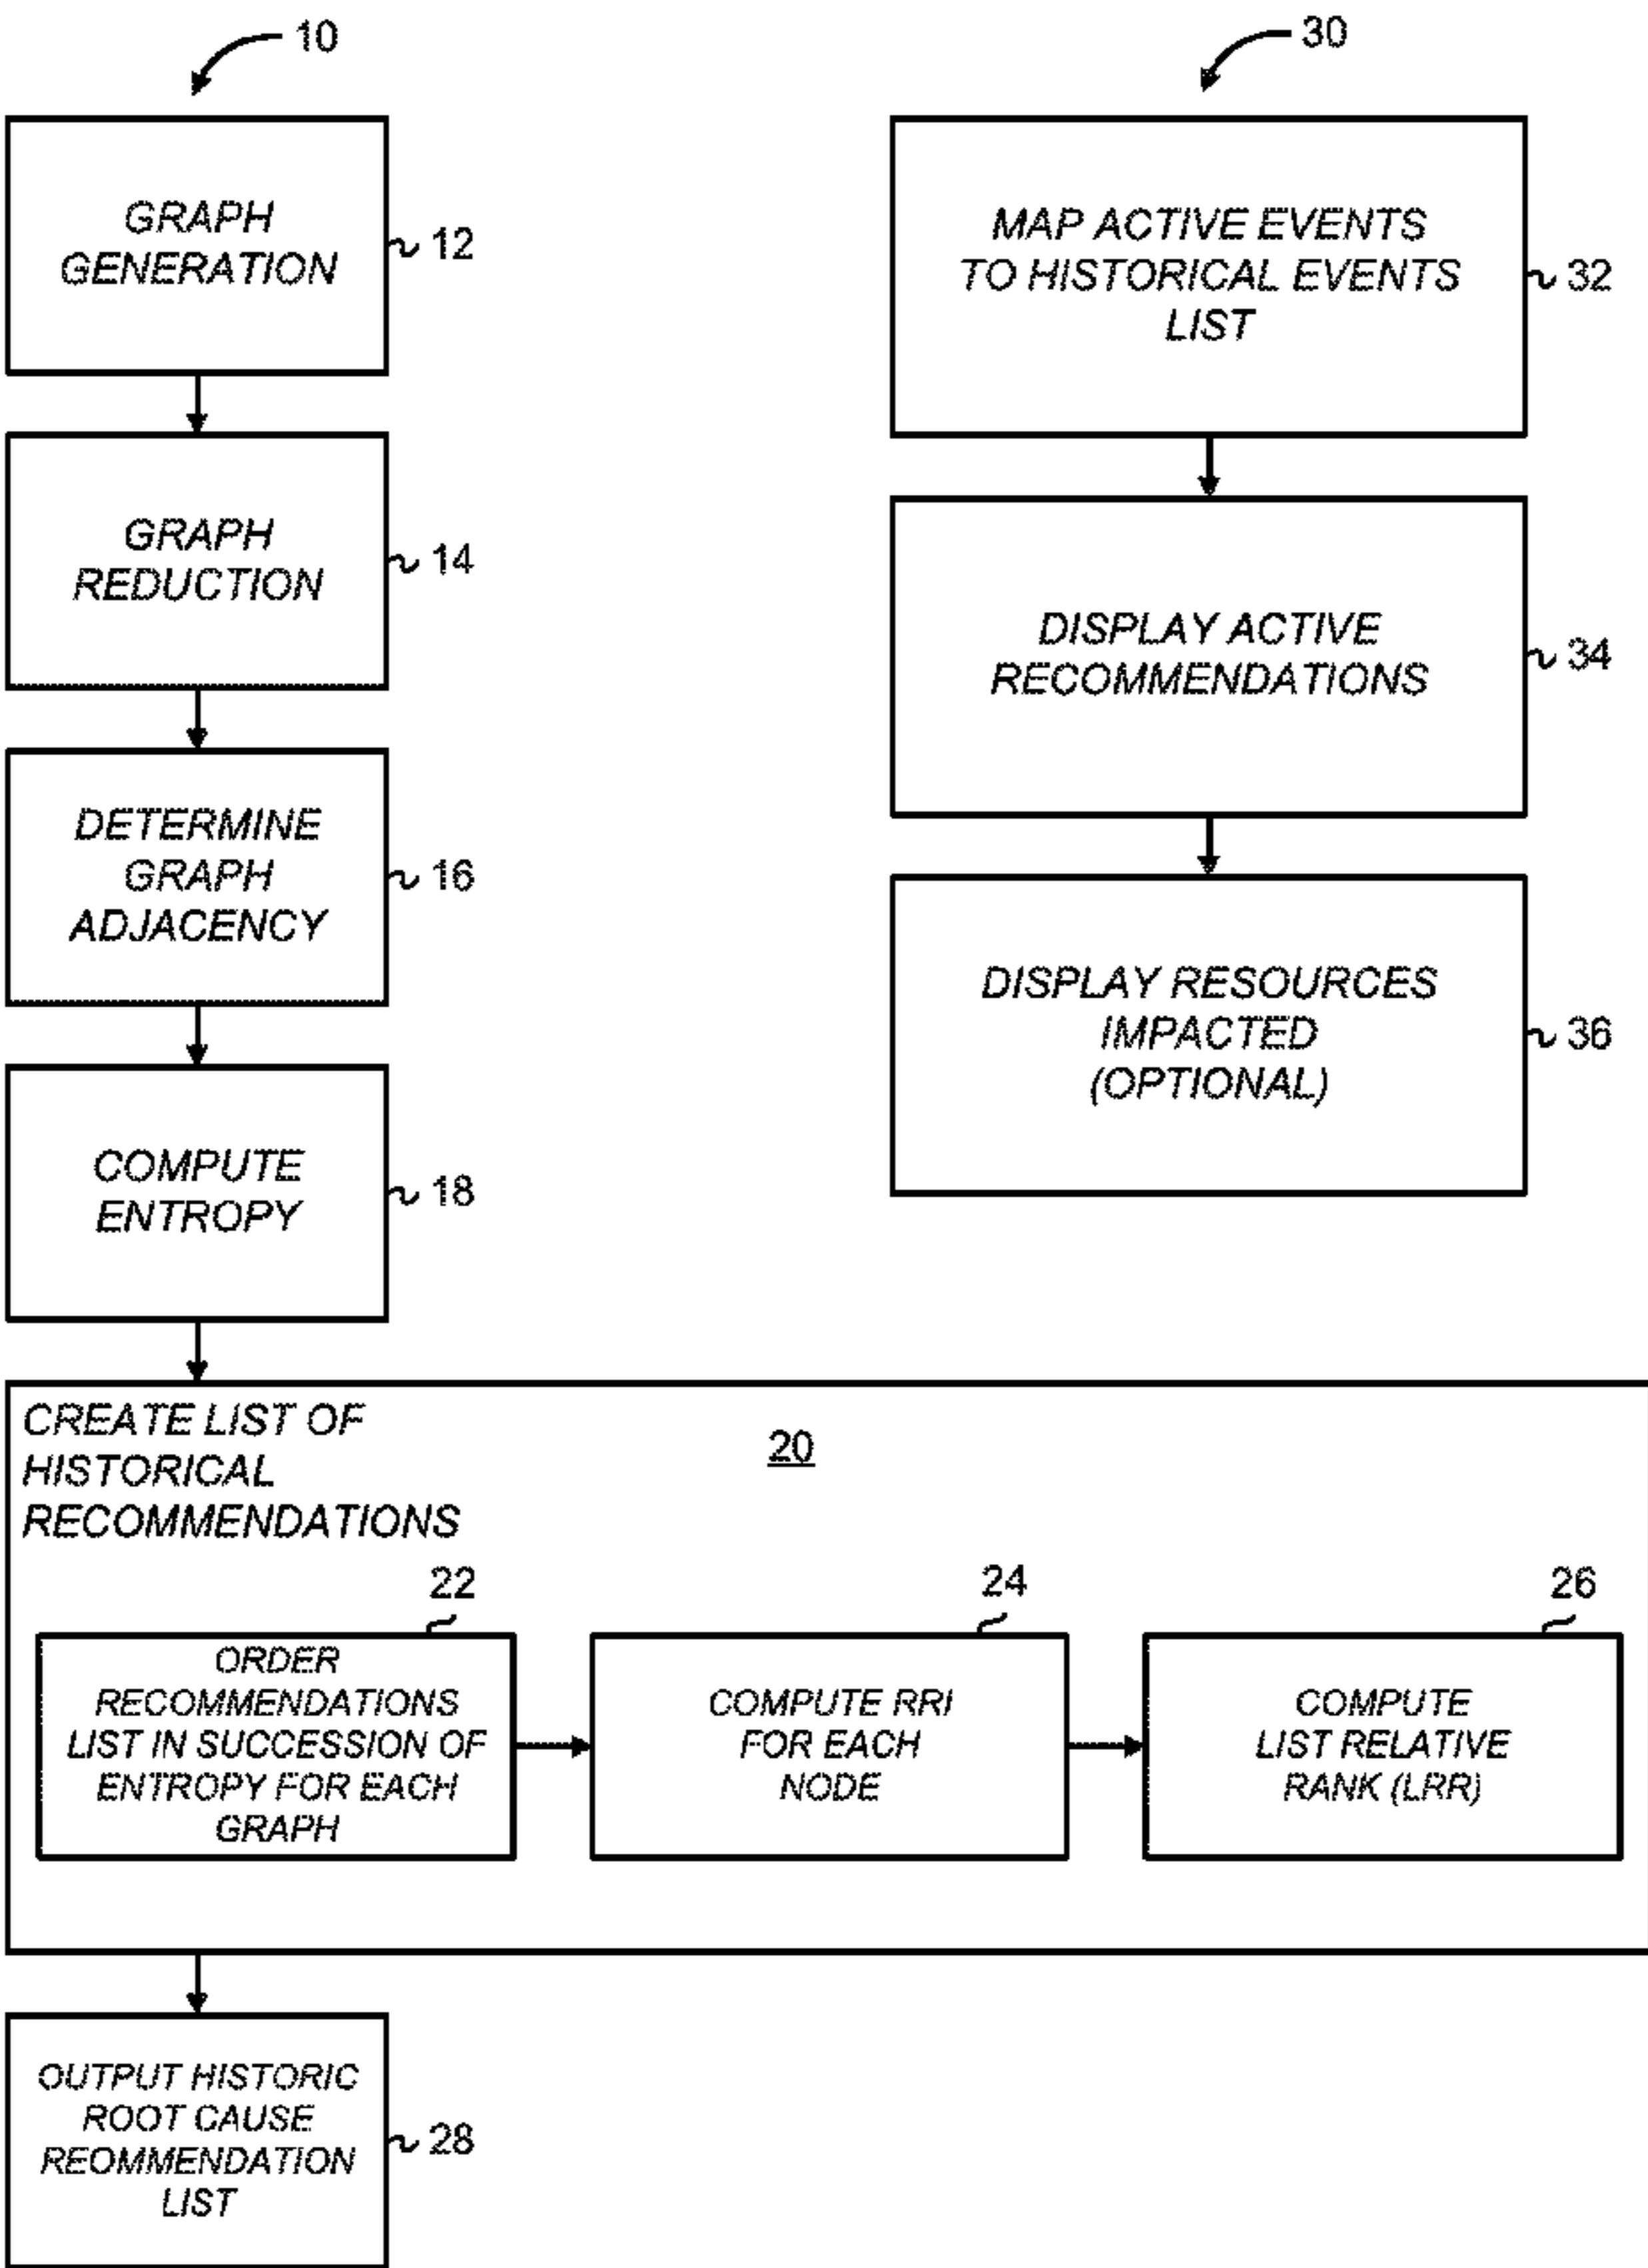 10
GRAPH
GENERATION
12
GRAPH
REDUCTION
14
DETERMINE
GRAPH
ADJACENCY
16
COMPUTE
ENTROPY
18
30
MAP ACTIVE EVENTS
TO HISTORICAL EVENTS
LIST
32
DISPLAY ACTIVE
RECOMMENDATIONS
34
DISPLAY RESOURCES
IMPACTED
(OPTIONAL)
36
CREATE LIST OF
HISTORICAL
RECOMMENDATIONS
20
22
ORDER
RECOMMENDATIONS
LIST IN SUCCESSION OF
ENTROPY FOR EACH
GRAPH
24
COMPUTE RRI
FOR EACH
NODE
26
COMPUTE
LIST RELATIVE
RANK (LRR)
OUTPUT HISTORIC
ROOT CAUSE
REOMMENDATION
LIST
28